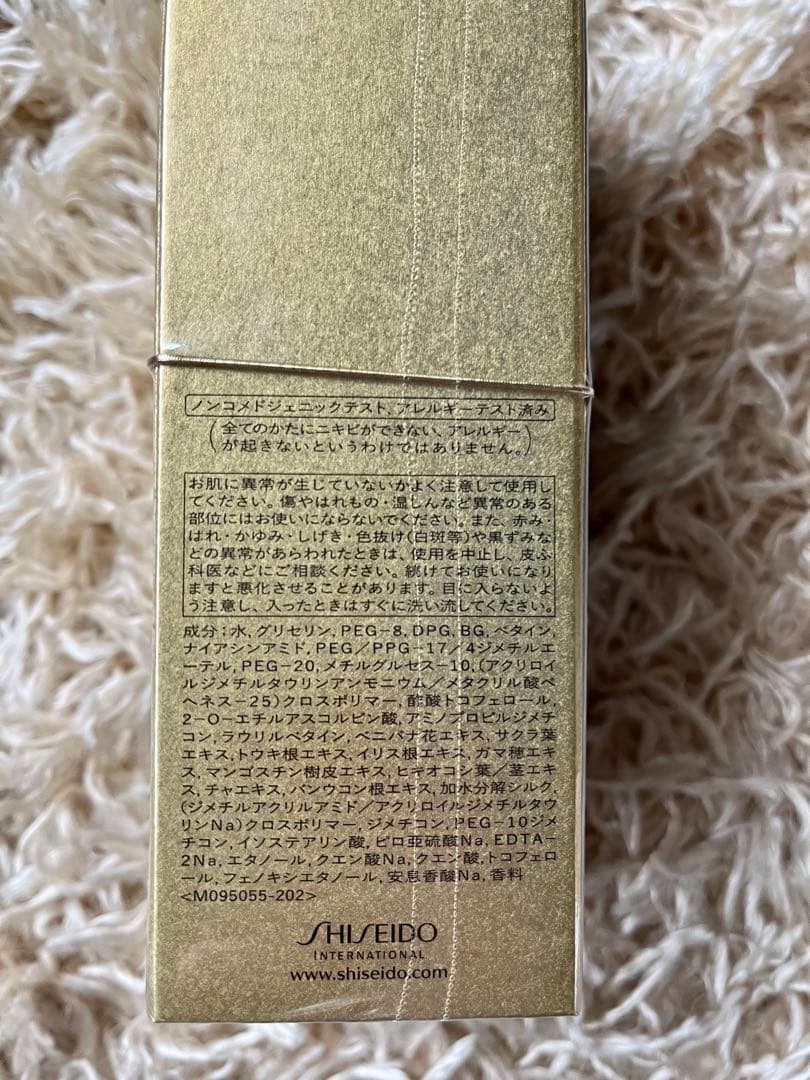 ノンコメドジェニックテスト、アレルギーテスト済み
(全てのかたにニキビができない、アレルギー
が起きないというわけではありません。)
お肌に異常が生じていないかよく注意して使用し
てください。傷やはれもの・湿しんなど異常のある
部位にはお使いにならないでください。また、赤み・
はれ・かゆみ・しげき・色抜け(白斑等)や黒ずみな
どの異常があらわれたときは、使用を中止し、皮ふ
科医などにご相談ください。続けてお使いになり
ますと悪化させることがあります。目に入らないよ
う注意し、入ったときはすぐに洗い流してください。
成分:水,グリセリン,PEG-8,DPG,BG,ベタイン,
ナイアシンアミド,PEG/PPG-17/4ジメチルエ
ーテル,PEG-20,メチルグルセス-10,(アクリロイ
ルジメチルタウリンアンモニウム/メタクリル酸ベ
ヘネス-25)クロスポリマー,酢酸トコフェロール,
2-O-エチルアスコルビン酸,アミノプロピルジメチ
コン,ラウリルベタイン,ベニバナ花エキス,サクラ葉
エキス,トウキ根エキス,イリス根エキス,ガマ穂エキ
ス,マンゴスチン樹皮エキス,ヒキオコシ葉/茎エキ
ス,チャエキス,バンウコン根エキス,加水分解シルク,
(ジメチルアクリルアミド/アクリロイルジメチルタウ
リンNa)クロスポリマー,ジメチコン,PEG-10ジメ
チコン,イソステアリン酸,ピロ亜硫酸Na,EDTA-
2Na,エタノール,クエン酸Na,クエン酸,トコフェロ
ール,フェノキシエタノール,安息香酸Na,香料
<M095055-202>
SHISEIDO
INTERNATIONAL
www.shiseido.com